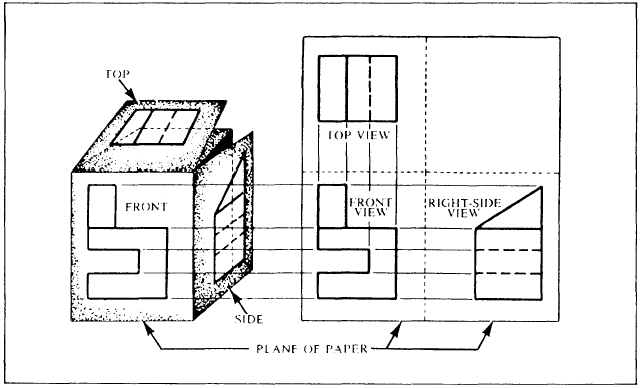 TOP
TOP VIEW
FRONT
FRONT
VIEW
RIGHT-SIDE
VIEW
SIDE
PLANE OF PAPER